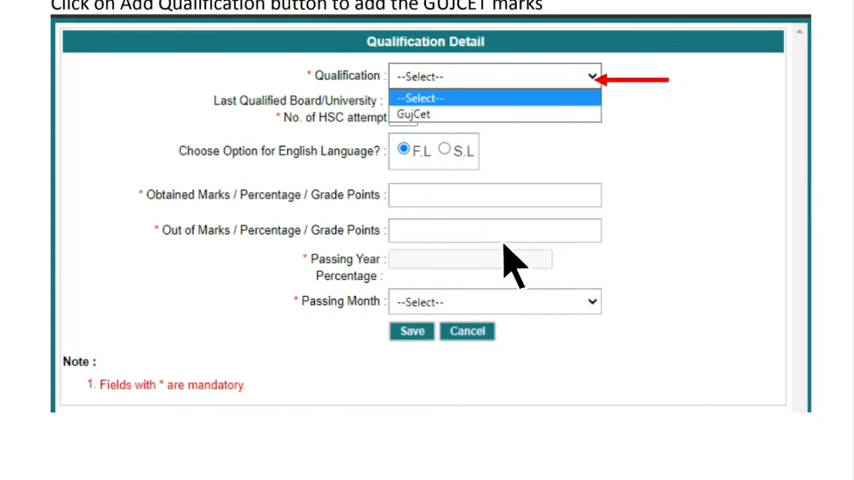 Click on Add Qualification button to add the GUJCET marks
Qualification Detail
* Qualification : --Select--
--Select--
GujCet
Last Qualified Board/University :
* No. of HSC attempt
Choose Option for English Language? : F.L S.L
* Obtained Marks / Percentage / Grade Points :
* Out of Marks / Percentage / Grade Points :
* Passing Year :
Percentage :
* Passing Month : --Select--
Save Cancel
Note :
1. Fields with * are mandatory.